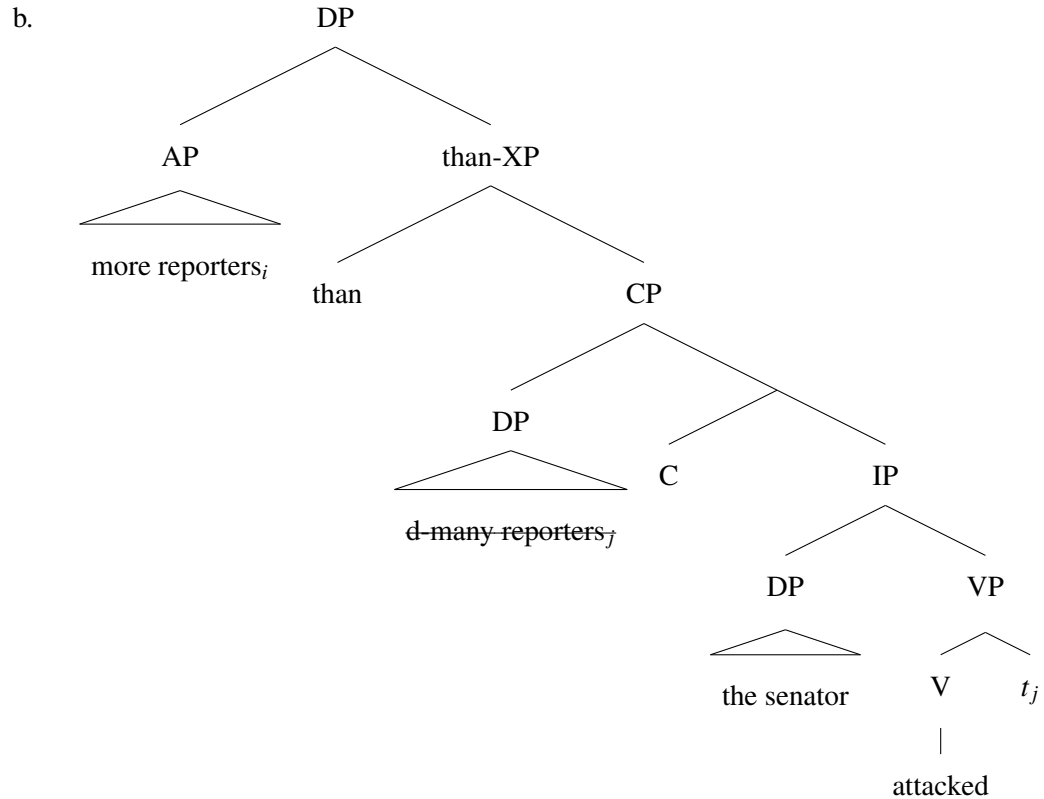 b. DP
AP than-XP
more reporters_i than CP
DP C IP
d-many reporters_j DP VP
the senator V t_j
attacked